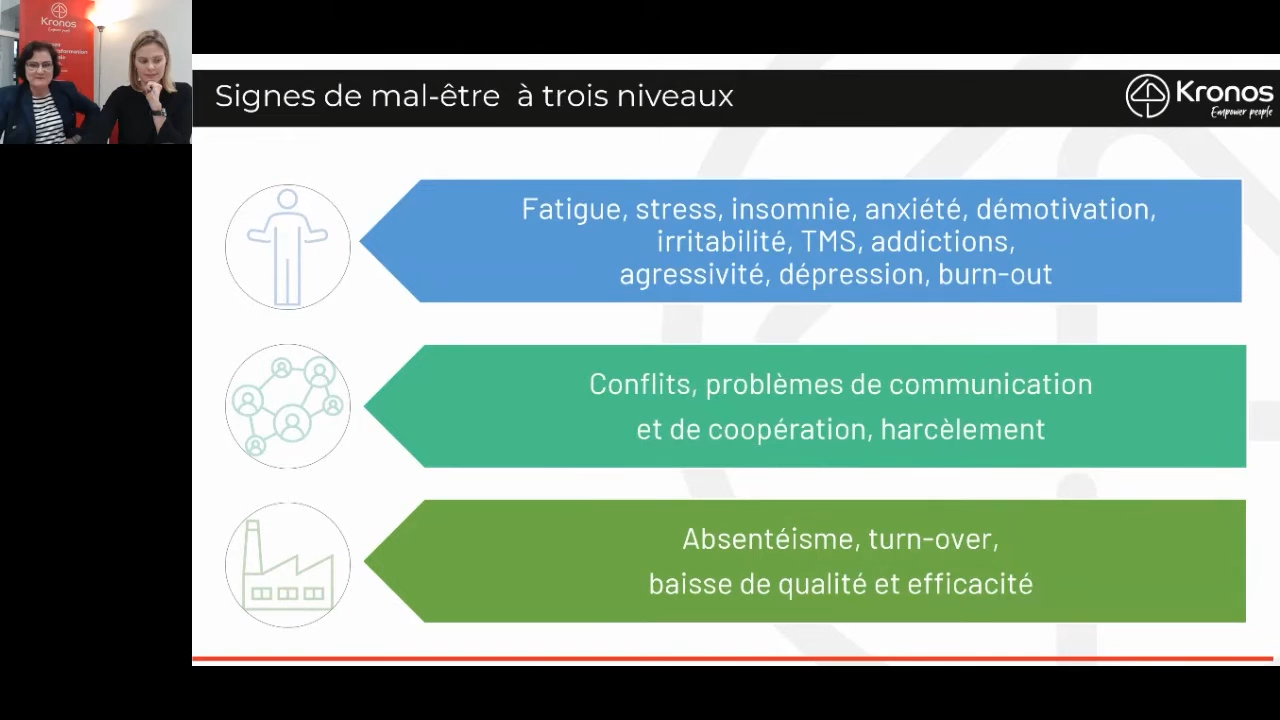 Kronos
Signes de mal-être à trois niveaux
Kronos
Empower people
Fatigue, stress, insomnie, anxiété, démotivation,
irritabilité, TMS, addictions,
agressivité, dépression, burn-out
Conflits, problèmes de communication
et de coopération, harcèlement
Absentéisme, turn-over,
baisse de qualité et efficacité